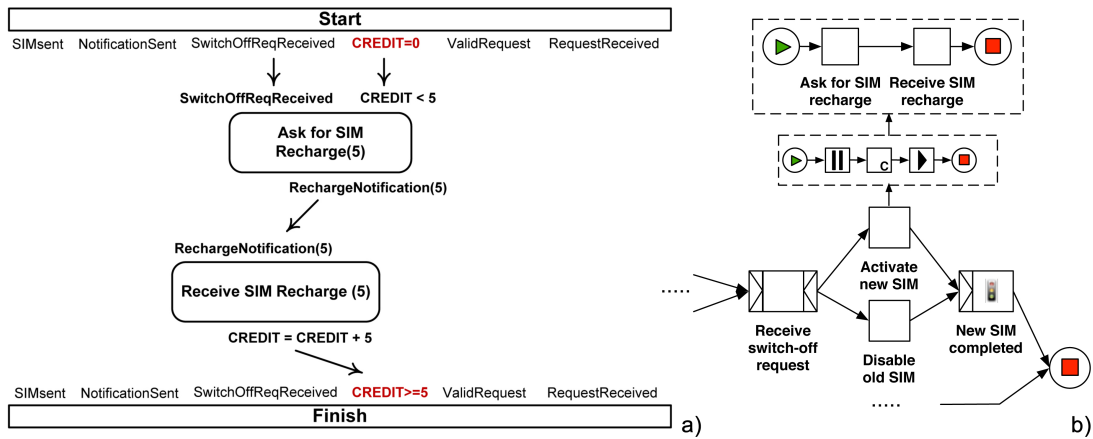 Start
SIMsent NotificationSent SwitchOffReqReceived CREDIT=0 ValidRequest RequestReceived
SwitchOffReqReceived CREDIT < 5
Ask for SIM
Recharge(5)
RechargeNotification(5)
RechargeNotification(5)
Receive SIM Recharge (5)
CREDIT = CREDIT + 5
SIMsent NotificationSent SwitchOffReqReceived CREDIT>=5 ValidRequest RequestReceived
Finish
a)
Ask for SIM
recharge
Receive SIM
recharge
C
Activate
new SIM
.....
Receive
switch-off
request
Disable
old SIM
New SIM
completed
.....
b)